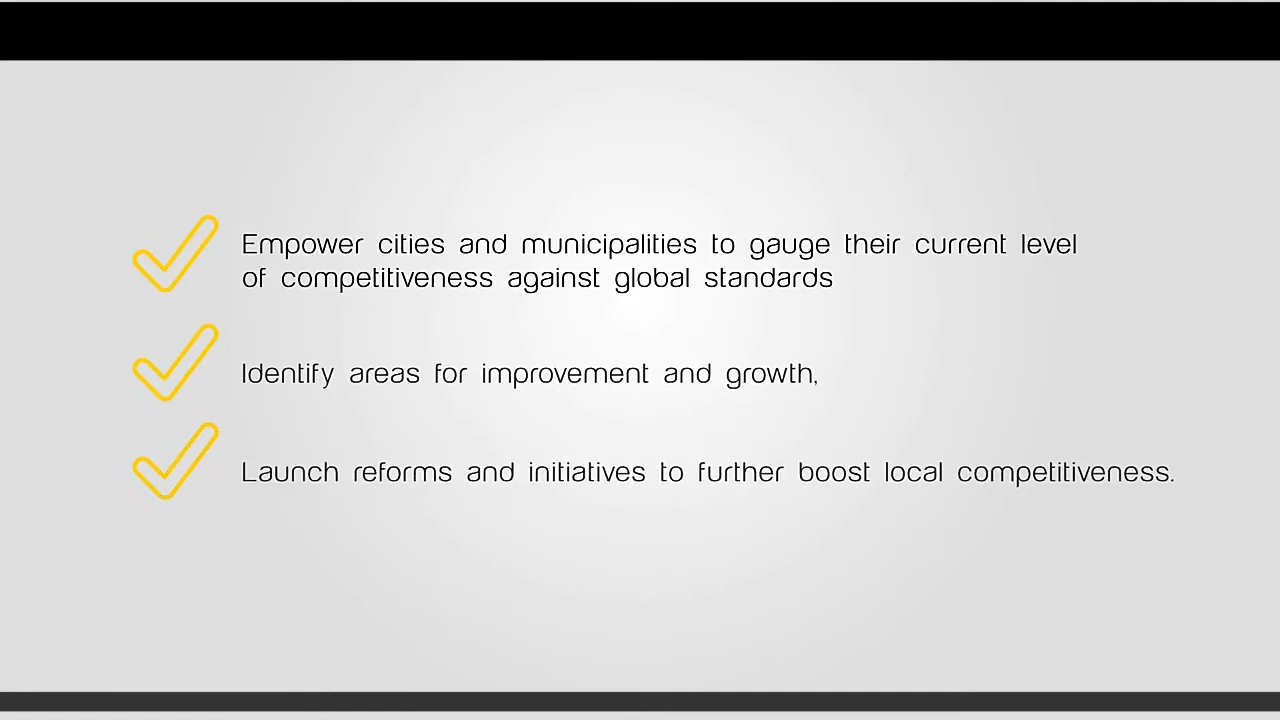 Empower cities and municipalities to gauge their current level
of competitiveness against global standards
Identify areas for improvement and growth,
Launch reforms and initiatives to further boost local competitiveness.